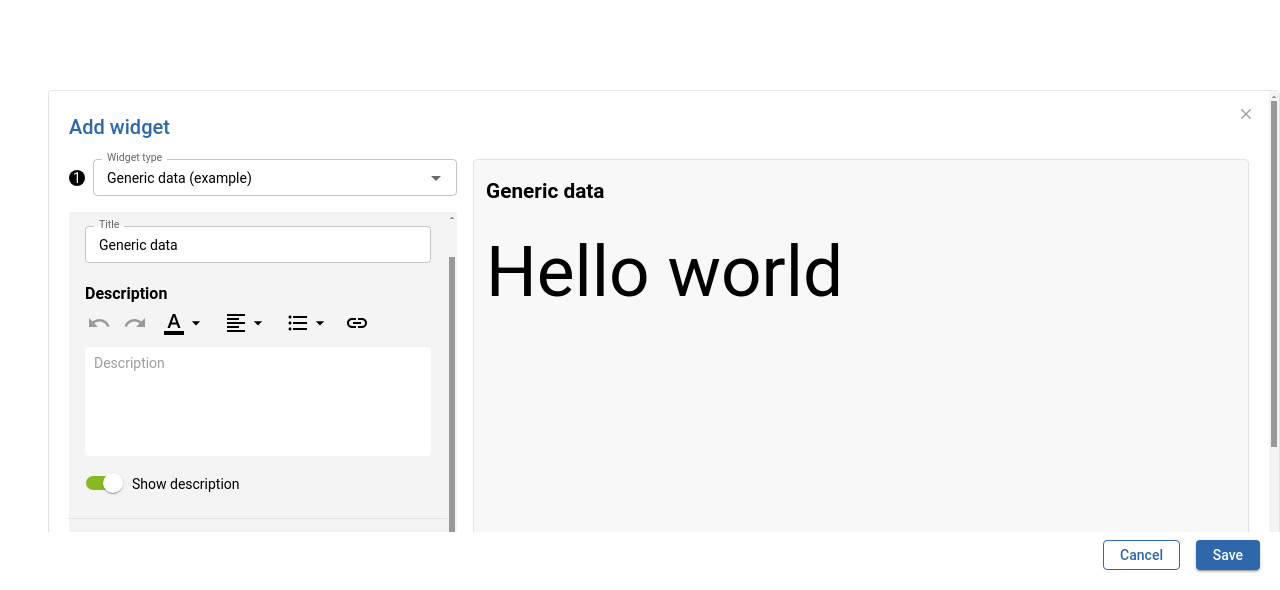 Add widget
Widget type
1
Generic data (example)
Title
Generic data
Description
A
Description
Show description
Generic data
Hello world
Cancel
Save